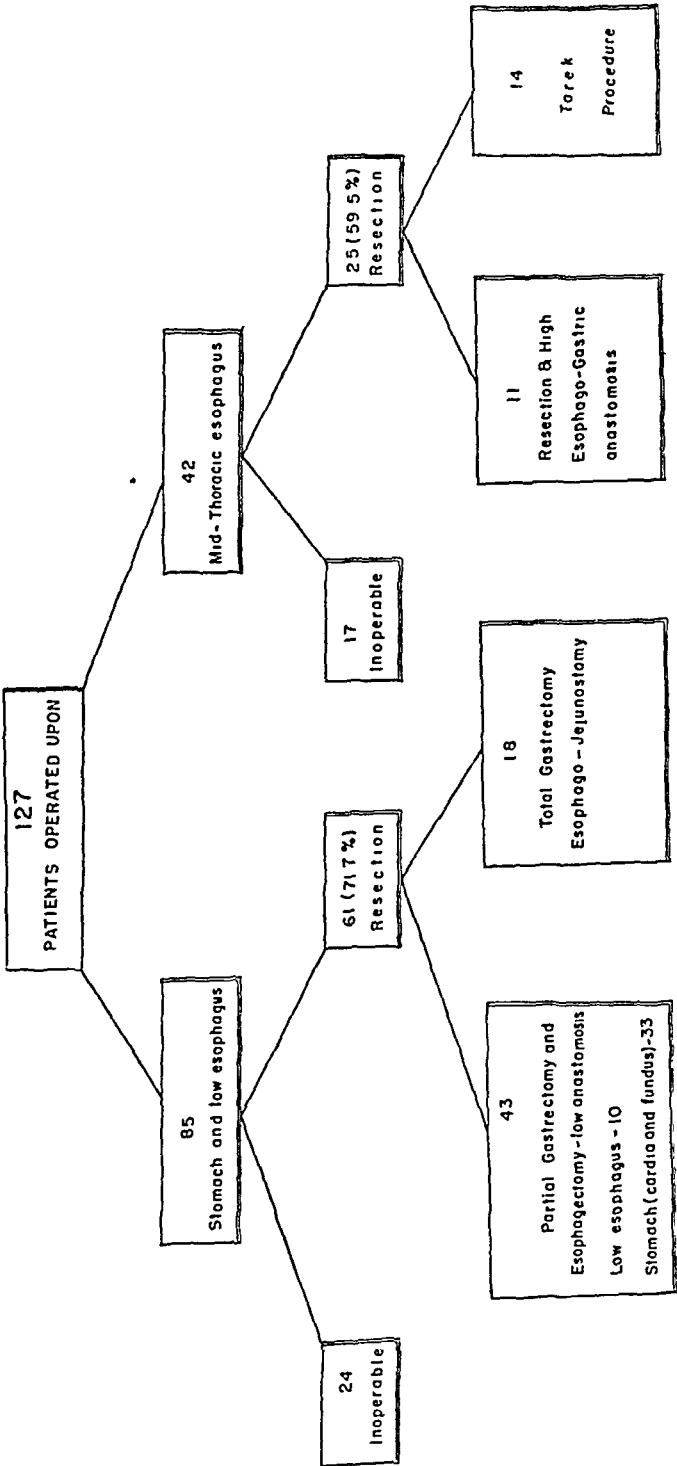 127
PATIENTS OPERATED UPON
85
Stomach and low esophagus
42
Mid-Thoracic esophagus
24
Inoperable
61 (71 7 %)
Resection
17
Inoperable
25 (59 5 %)
Resection
43
Partial Gastrectomy and
Esophagectomy-low anastomosis
Low esophagus - 10
Stomach (cardia and fundus)-33
18
Total Gastrectomy
Esophago-Jejunostamy
11
Resection & High
Esophago-Gastric
anastomosis
14
Torek
Procedure